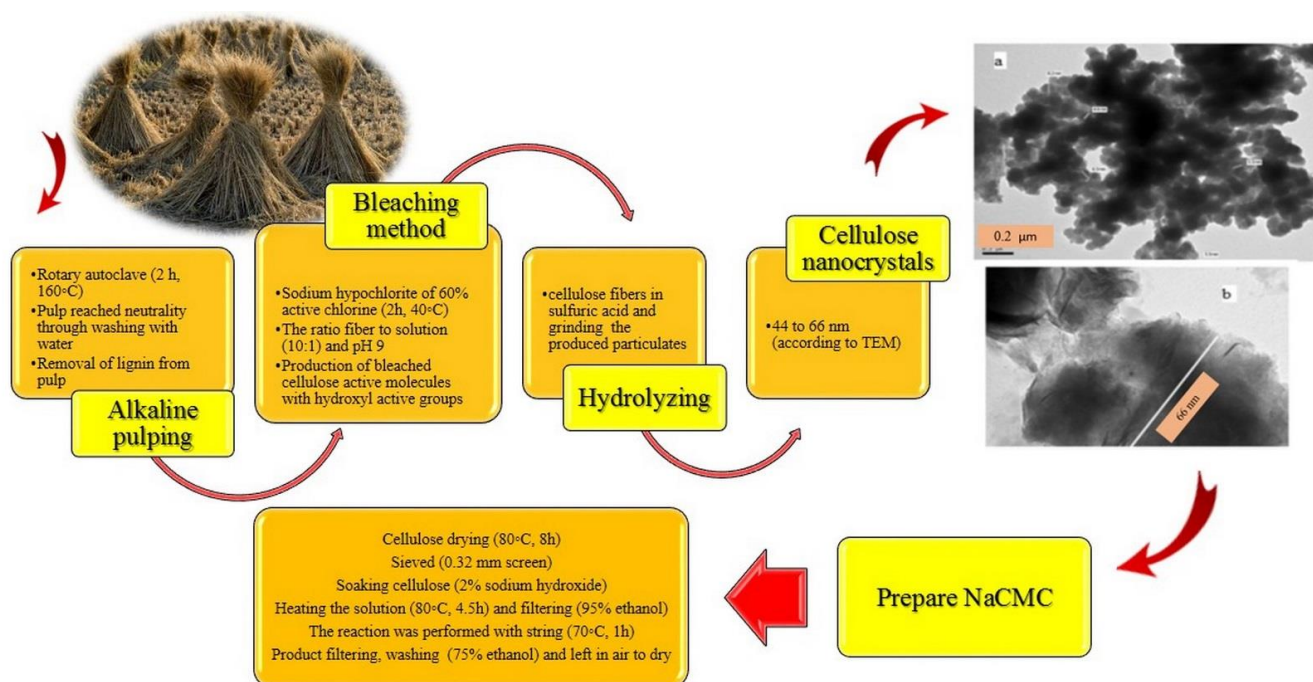 •Rotary autoclave (2 h,
160◦C)
•Pulp reached neutrality
through washing with
water
•Removal of lignin from
pulp
Alkaline
pulping
Bleaching
method
•Sodium hypochlorite of 60%
active chlorine (2h, 40◦C)
•The ratio fiber to solution
(10:1) and pH 9
•Production of bleached
cellulose active molecules
with hydroxyl active groups
•cellulose fibers in
sulfuric acid and
grinding the
produced particulates
Hydrolyzing
Cellulose
nanocrystals
•44 to 66 nm
(according to TEM)
a
0.2 μm
b
66 nm
Prepare NaCMC
Cellulose drying (80◦C, 8h)
Sieved (0.32 mm screen)
Soaking cellulose (2% sodium hydroxide)
Heating the solution (80◦C, 4.5h) and filtering (95% ethanol)
The reaction was performed with string (70◦C, 1h)
Product filtering, washing (75% ethanol) and left in air to dry